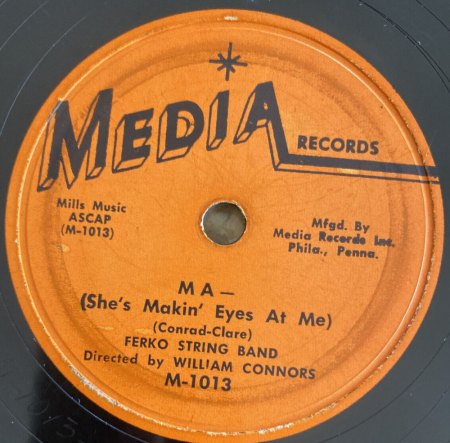 MEDIA
RECORDS
Mills Music
ASCAP
(M-1013)
Mfgd. By
Media Records Inc.
Phila., Penna.
MA—
(She's Makin' Eyes At Me)
(Conrad-Clare)
FERKO STRING BAND
Directed by WILLIAM CONNORS
M-1013